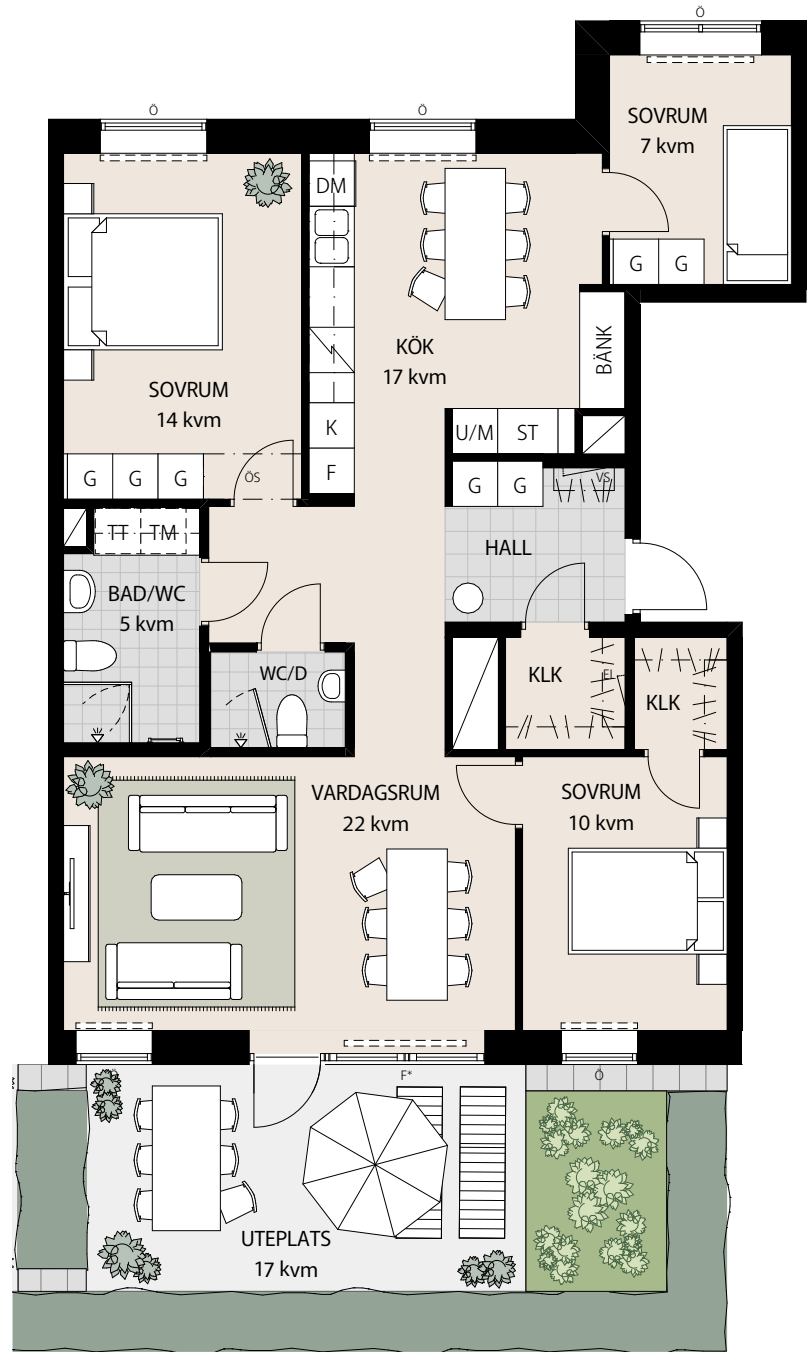 Ö
SOVRUM
7 kvm
G G
Ö
Ö
DM
SOVRUM
14 kvm
G G G
ÖS
KÖK
17 kvm
BÄNK
K
F
U/M ST
G G
VS
HALL
TT TM
BAD/WC
5 kvm
WC/D
KLK
EL
KLK
VARDAGSRUM
22 kvm
SOVRUM
10 kvm
F*
Ö
UTEPLATS
17 kvm